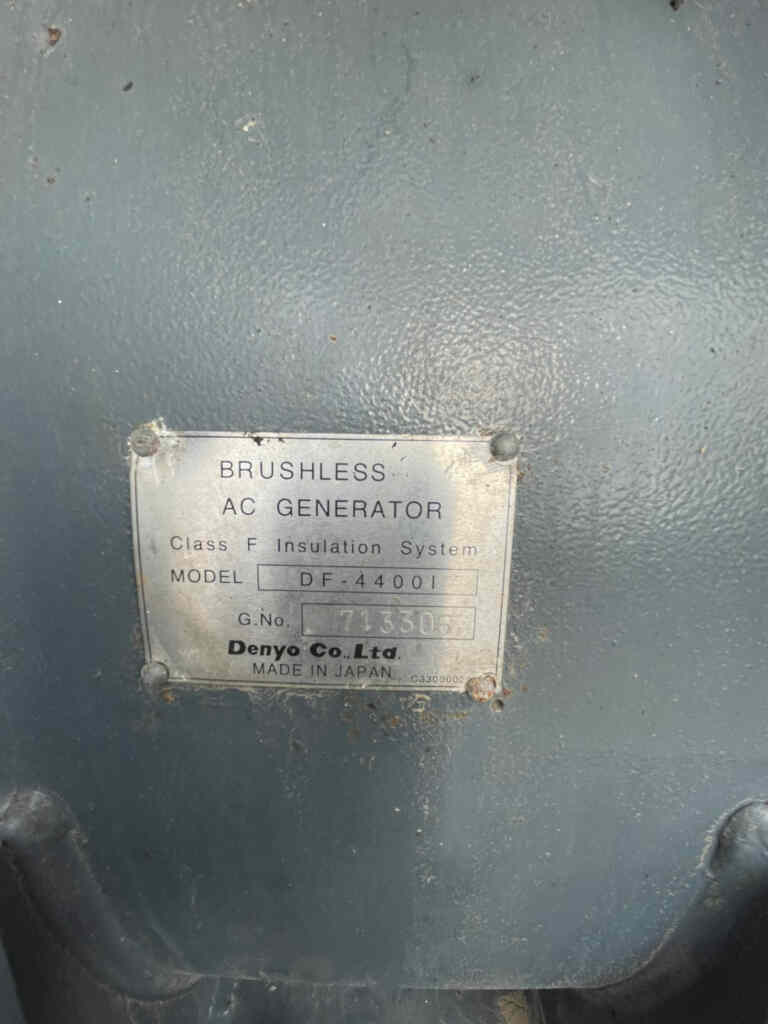 BRUSHLESS
AC GENERATOR
Class F Insulation System
MODEL DF-4400I
G.No.
Denyo Co.,Ltd.
MADE IN JAPAN